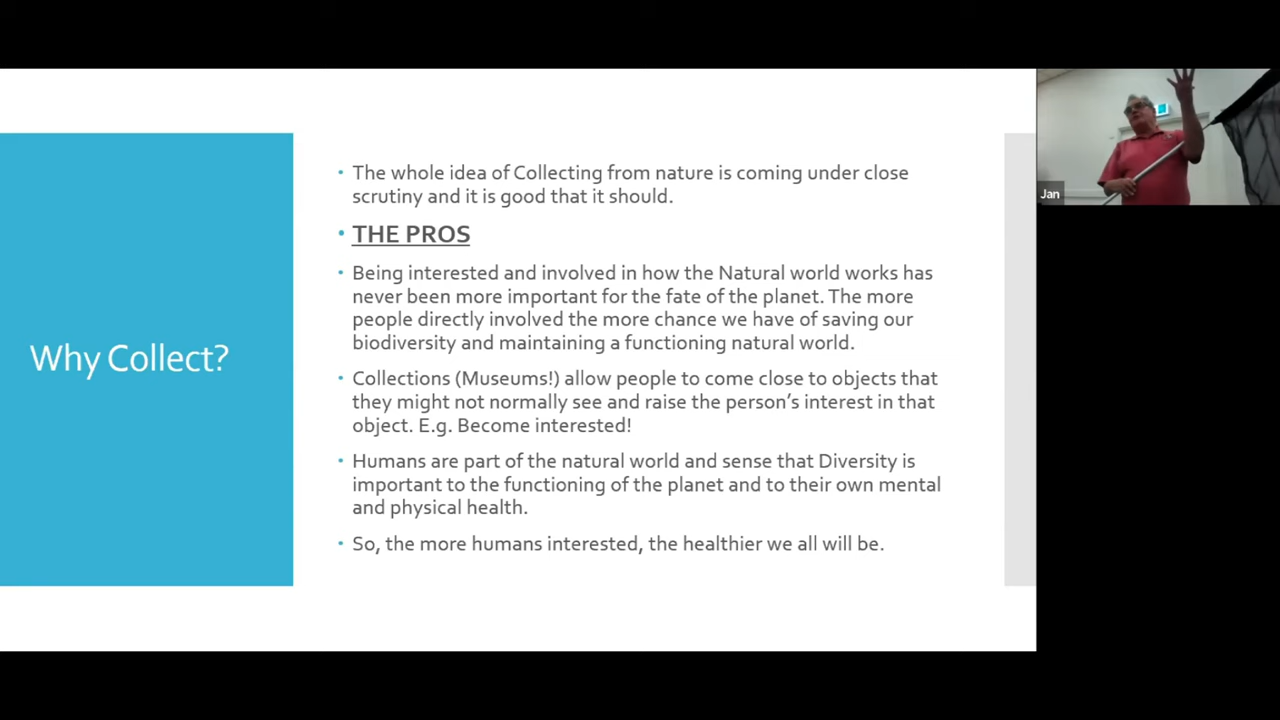 Why Collect?
• The whole idea of Collecting from nature is coming under close
scrutiny and it is good that it should.
• THE PROS
• Being interested and involved in how the Natural world works has
never been more important for the fate of the planet. The more
people directly involved the more chance we have of saving our
biodiversity and maintaining a functioning natural world.
• Collections (Museums!) allow people to come close to objects that
they might not normally see and raise the person’s interest in that
object. E.g. Become interested!
• Humans are part of the natural world and sense that Diversity is
important to the functioning of the planet and to their own mental
and physical health.
• So, the more humans interested, the healthier we all will be.
Jan